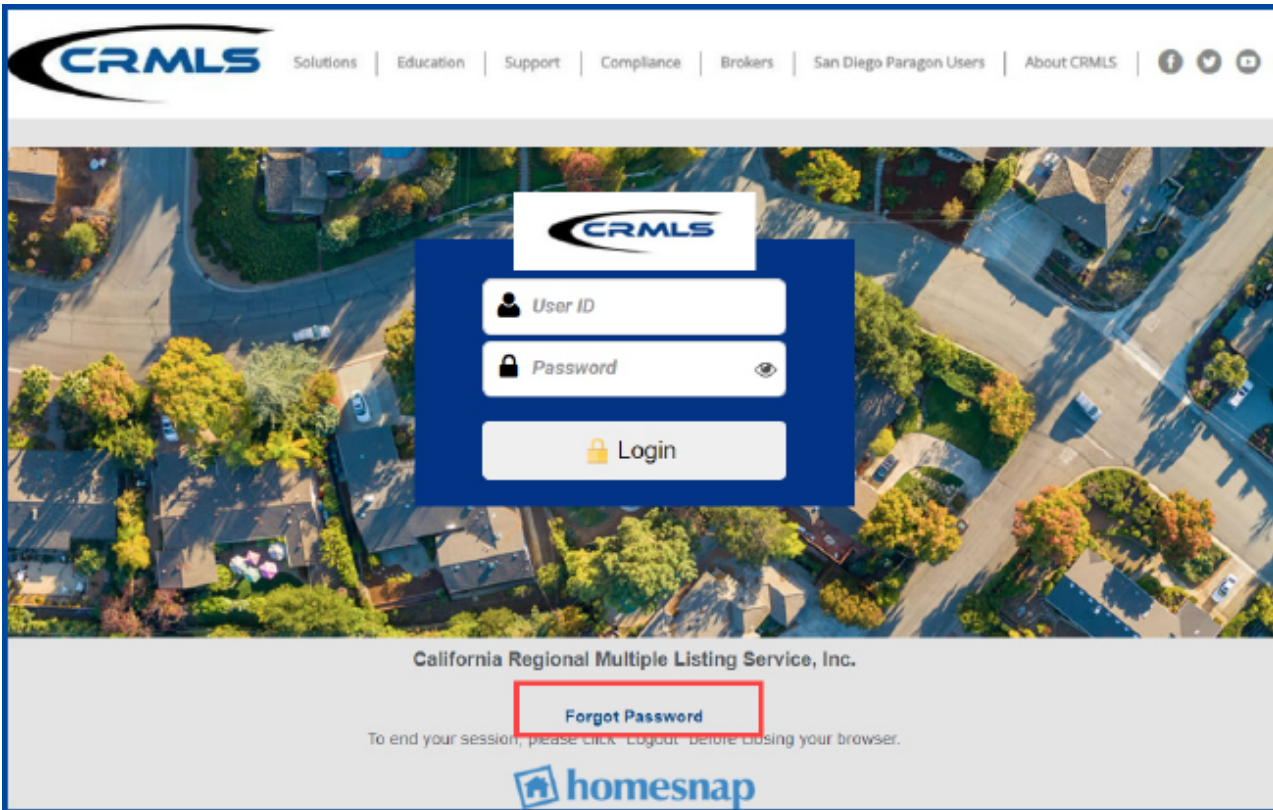 CRMLS
Solutions | Education | Support | Compliance | Brokers | San Diego Paragon Users | About CRMLS
CRMLS
User ID
Password
Login
California Regional Multiple Listing Service, Inc.
Forgot Password
To end your session, please click "Logout" before closing your browser.
homesnap